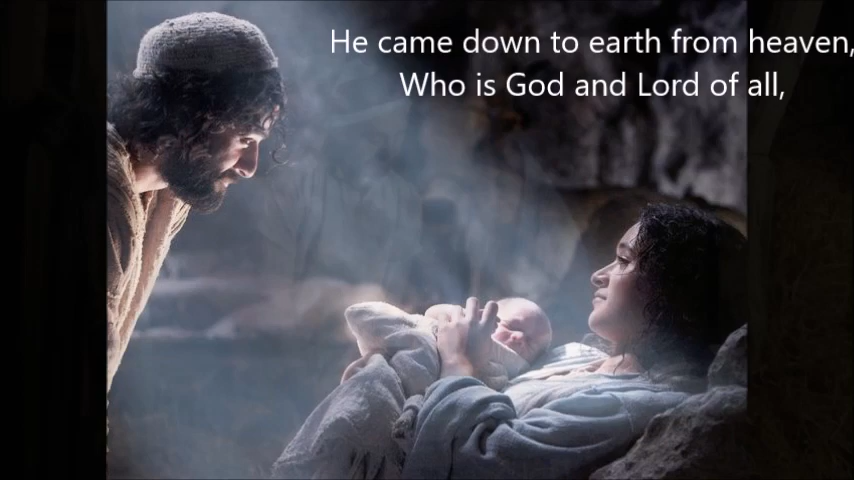 He came down to earth from heaven,
Who is God and Lord of all,